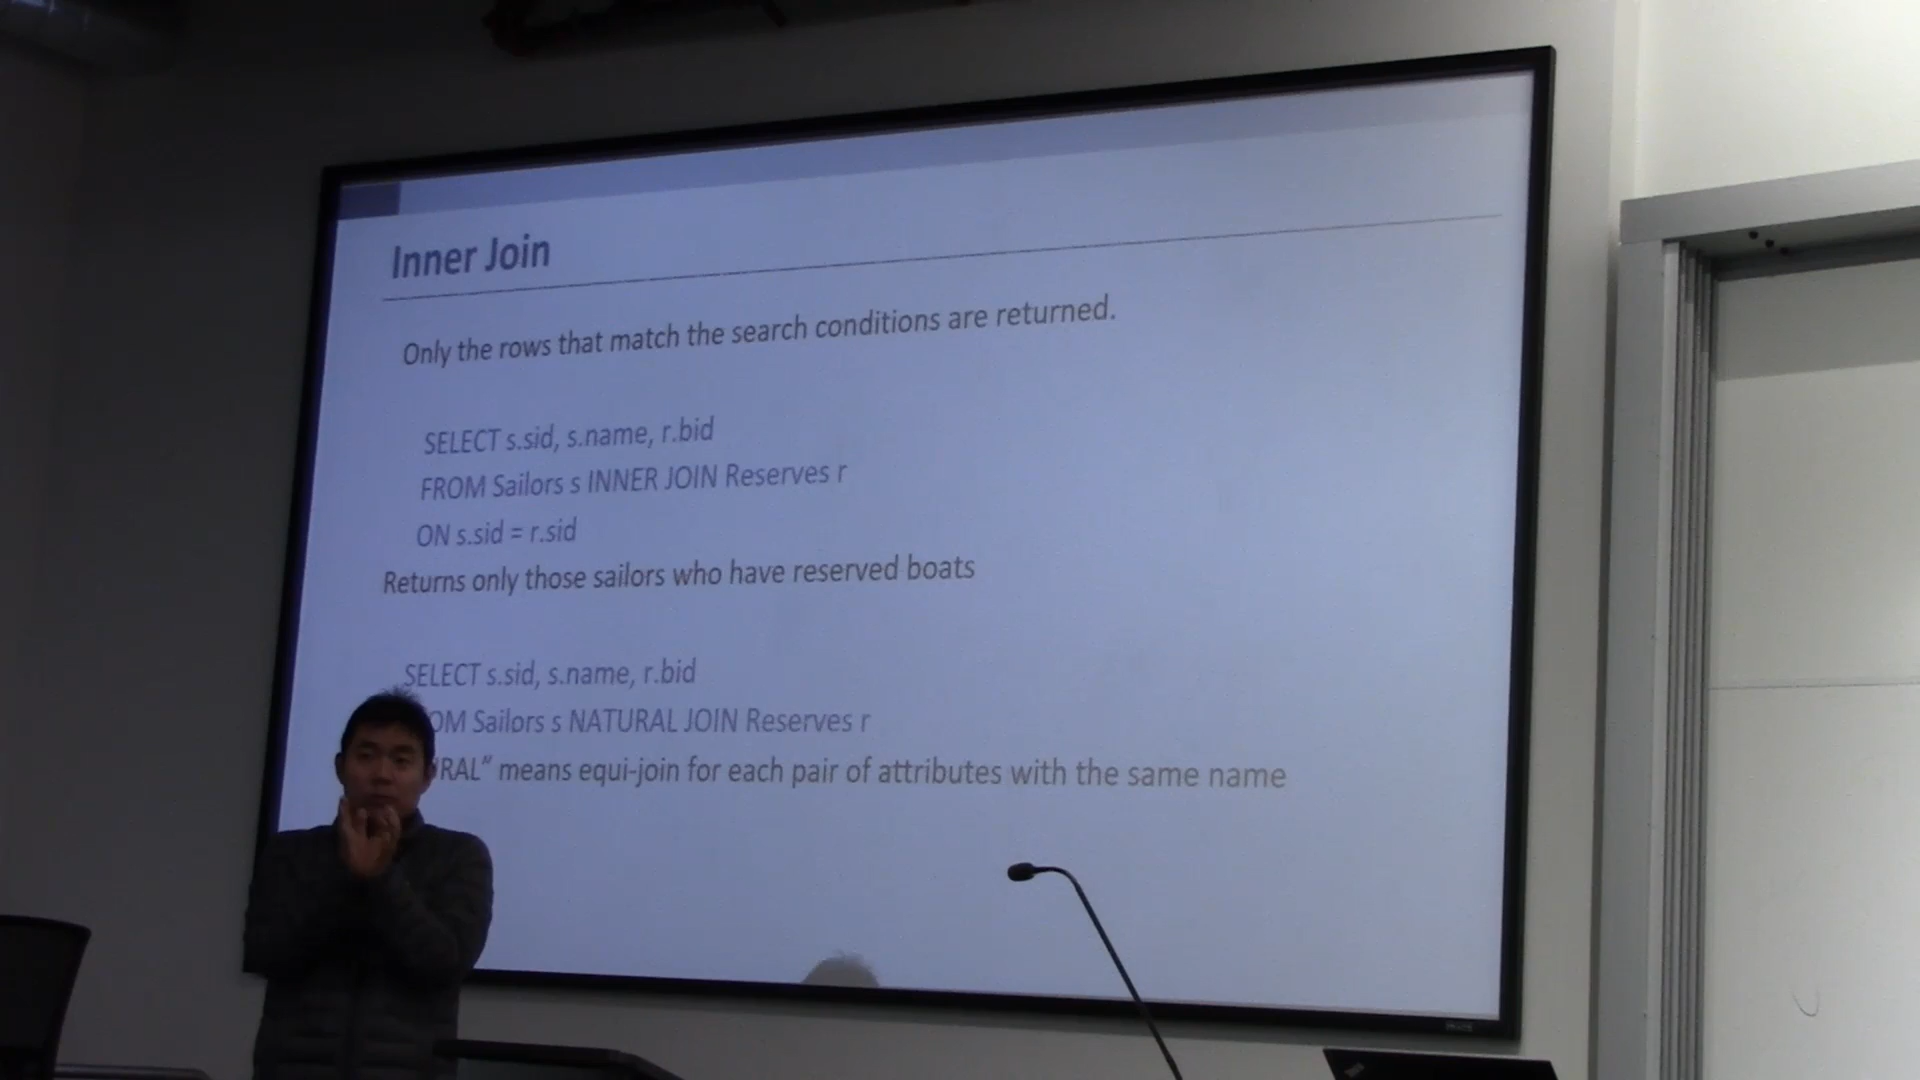 Inner Join
Only the rows that match the search conditions are returned.
SELECT s.sid, s.name, r.bid
FROM Sailors s INNER JOIN Reserves r
ON s.sid = r.sid
Returns only those sailors who have reserved boats
SELECT s.sid, s.name, r.bid
OM Sailors s NATURAL JOIN Reserves r
RAL” means equi-join for each pair of attributes with the same name